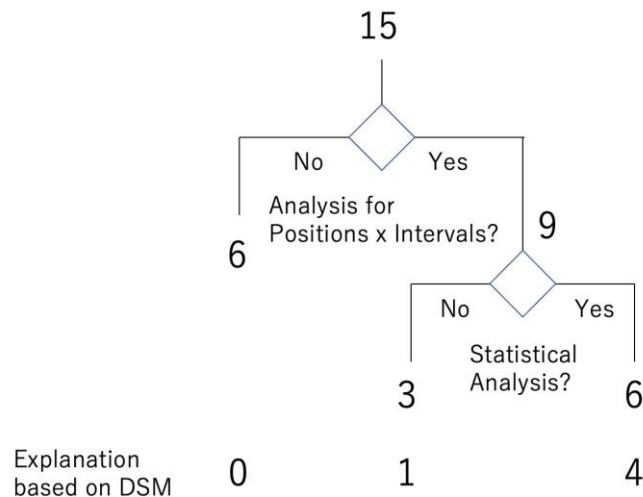 15
No Yes
Analysis for
Positions x Intervals?
9
6
No Yes
Statistical
Analysis?
3 6
Explanation
based on DSM
0 1 4